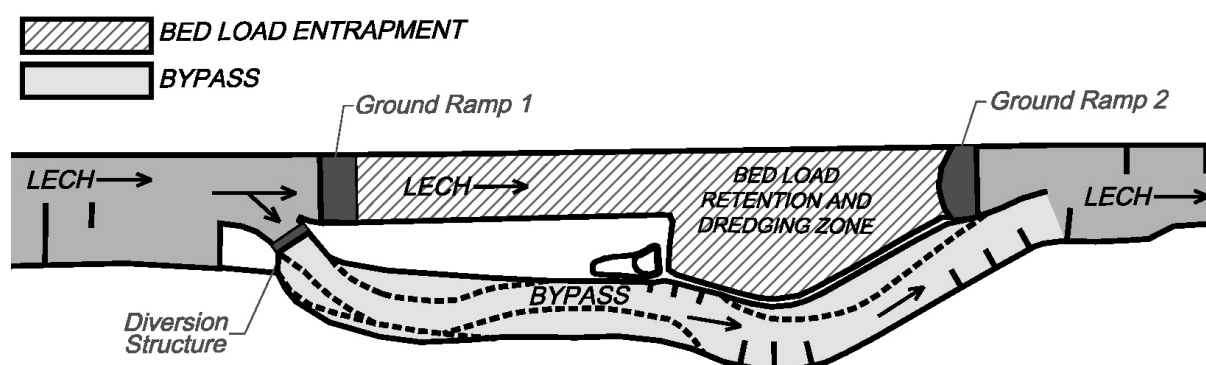 BED LOAD ENTRAPMENT
BYPASS
Ground Ramp 1
Ground Ramp 2
LECH
LECH
BED LOAD
RETENTION AND
DREDGING ZONE
LECH
BYPASS
Diversion
Structure